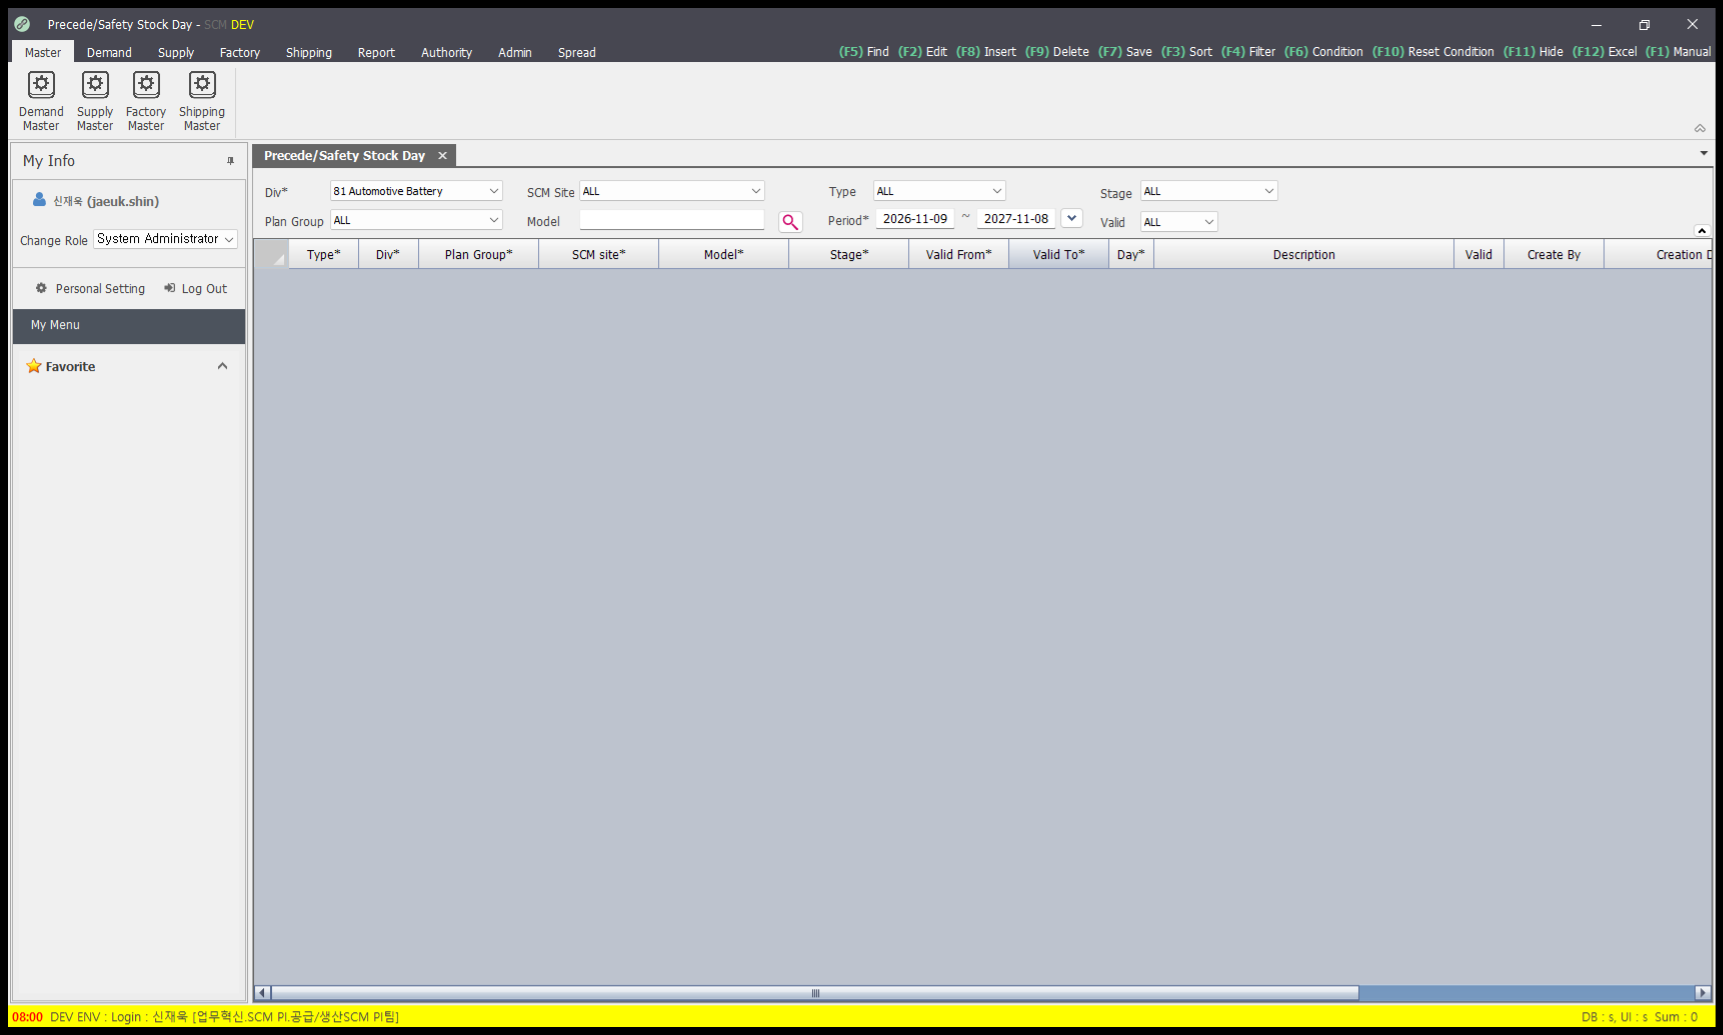 Precede/Safety Stock Day - SCM DEV
Master Demand Supply Factory Shipping Report Authority Admin Spread (F5) Find (F2) Edit (F8) Insert (F9) Delete (F7) Save (F3) Sort (F4) Filter (F6) Condition (F10) Reset Condition (F11) Hide (F12) Excel (F1) Manual
Demand Master
Supply Master
Factory Master
Shipping Master
My Info
신재욱 (jaeuk.shin)
Change Role System Administrator
Personal Setting Log Out
My Menu
Favorite
Precede/Safety Stock Day
Div* 81 Automotive Battery SCM Site ALL Type ALL Stage ALL
Plan Group ALL Model Period* 2026-11-09 ~ 2027-11-08 Valid ALL
Type* Div* Plan Group* SCM site* Model* Stage* Valid From* Valid To* Day* Description Valid Create By Creation D
08:00 DEV ENV : Login : 신재욱 [업무혁신.SCM PI.공급/생산SCM PI팀] DB : s, UI : s Sum : 0